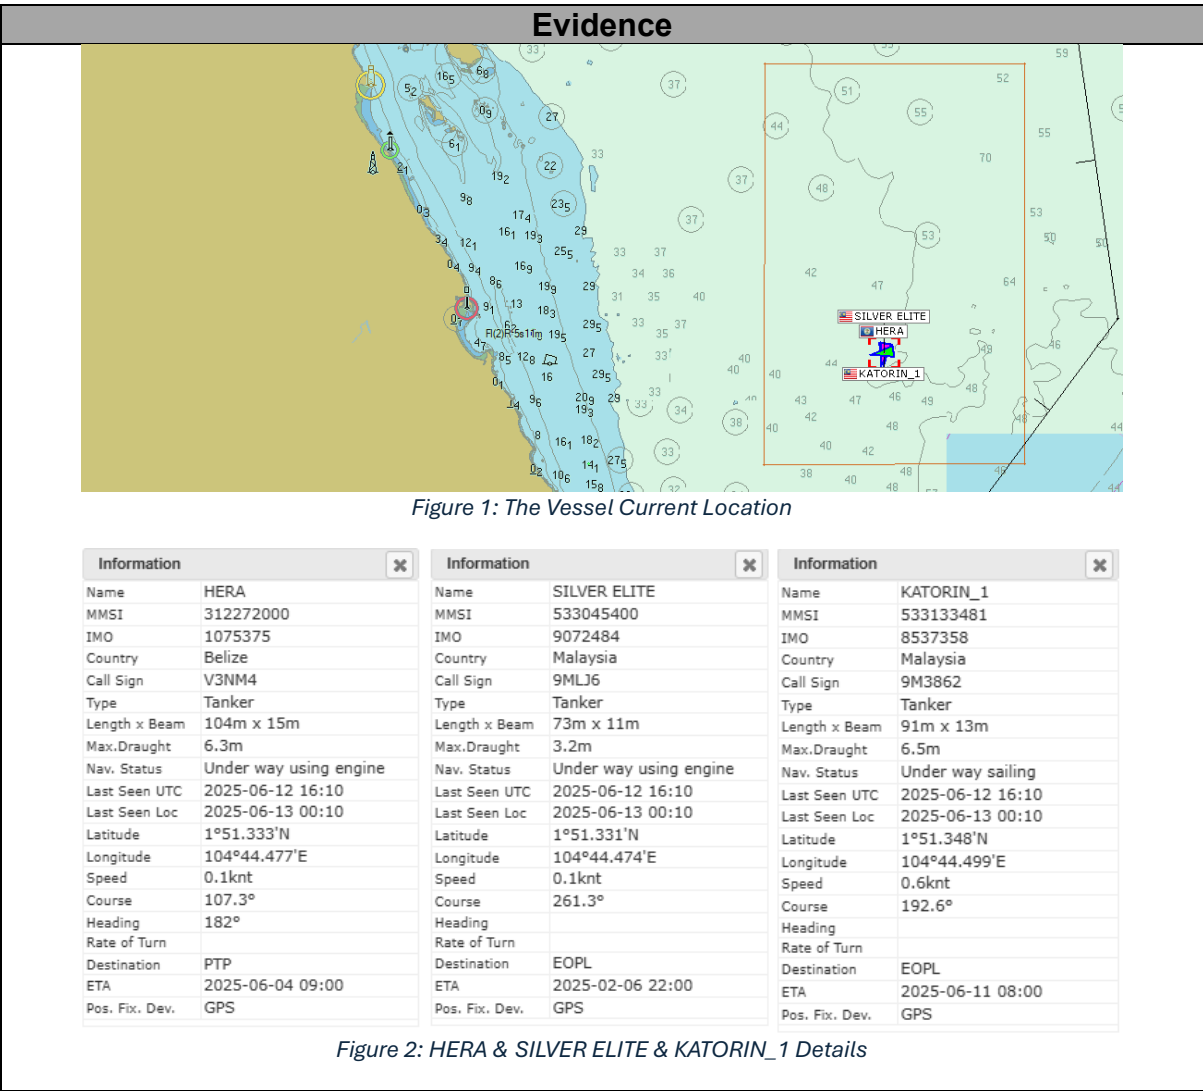 Evidence
SILVER ELITE
HERA
KATORIN_1
Fl(2)R5s11m
Figure 1: The Vessel Current Location
Information
Name HERA
MMSI 312272000
IMO 1075375
Country Belize
Call Sign V3NM4
Type Tanker
Length x Beam 104m x 15m
Max.Draught 6.3m
Nav. Status Under way using engine
Last Seen UTC 2025-06-12 16:10
Last Seen Loc 2025-06-13 00:10
Latitude 1°51.333'N
Longitude 104°44.477'E
Speed 0.1knt
Course 107.3°
Heading 182°
Rate of Turn
Destination PTP
ETA 2025-06-04 09:00
Pos. Fix. Dev. GPS
Information
Name SILVER ELITE
MMSI 533045400
IMO 9072484
Country Malaysia
Call Sign 9MLJ6
Type Tanker
Length x Beam 73m x 11m
Max.Draught 3.2m
Nav. Status Under way using engine
Last Seen UTC 2025-06-12 16:10
Last Seen Loc 2025-06-13 00:10
Latitude 1°51.331'N
Longitude 104°44.474'E
Speed 0.1knt
Course 261.3°
Heading
Rate of Turn
Destination EOPL
ETA 2025-02-06 22:00
Pos. Fix. Dev. GPS
Information
Name KATORIN_1
MMSI 533133481
IMO 8537358
Country Malaysia
Call Sign 9M3862
Type Tanker
Length x Beam 91m x 13m
Max.Draught 6.5m
Nav. Status Under way sailing
Last Seen UTC 2025-06-12 16:10
Last Seen Loc 2025-06-13 00:10
Latitude 1°51.348'N
Longitude 104°44.499'E
Speed 0.6knt
Course 192.6°
Heading
Rate of Turn
Destination EOPL
ETA 2025-06-11 08:00
Pos. Fix. Dev. GPS
Figure 2: HERA & SILVER ELITE & KATORIN_1 Details